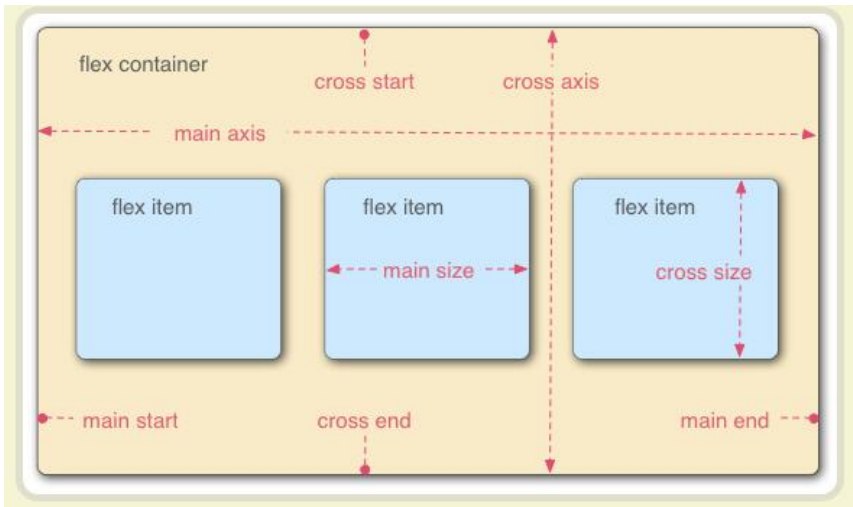 flex container
cross start
cross axis
main axis
flex item
flex item
flex item
main size
cross size
main start
cross end
main end